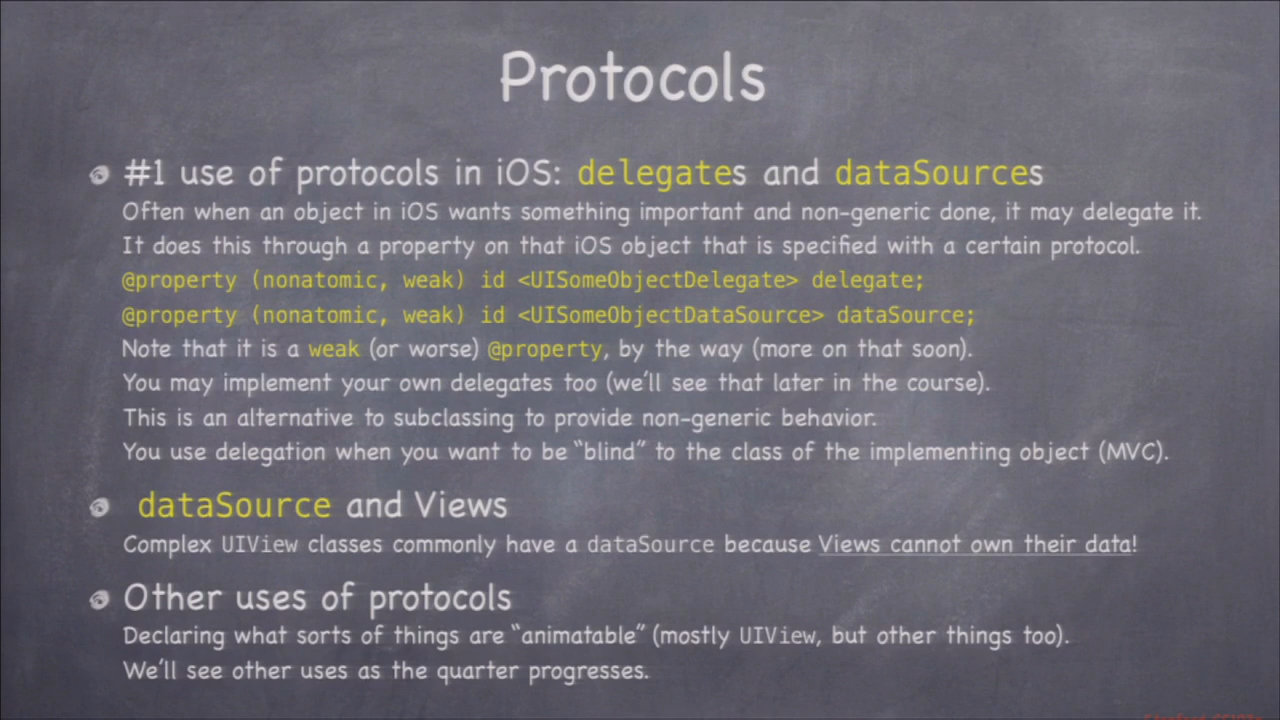 Protocols
#1 use of protocols in iOS: delegates and dataSources
Often when an object in iOS wants something important and non-generic done, it may delegate it.
It does this through a property on that iOS object that is specified with a certain protocol.
@property (nonatomic, weak) id <UISomeObjectDelegate> delegate;
@property (nonatomic, weak) id <UISomeObjectDataSource> dataSource;
Note that it is a weak (or worse) @property, by the way (more on that soon).
You may implement your own delegates too (we'll see that later in the course).
This is an alternative to subclassing to provide non-generic behavior.
You use delegation when you want to be “blind” to the class of the implementing object (MVC).
dataSource and Views
Complex UIView classes commonly have a dataSource because Views cannot own their data!
Other uses of protocols
Declaring what sorts of things are “animatable” (mostly UIView, but other things too).
We'll see other uses as the quarter progresses.